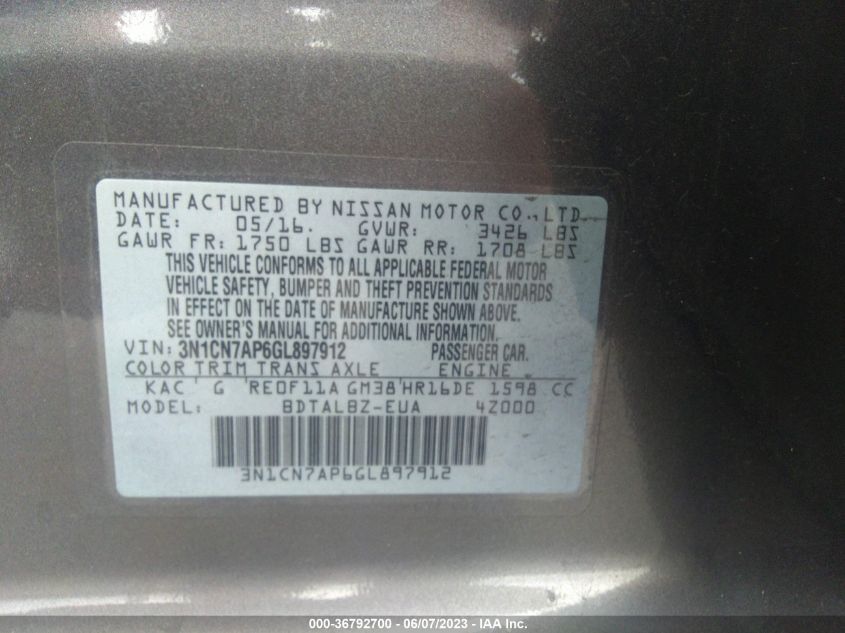 MANUFACTURED BY NISSAN MOTOR CO., LTD.
DATE: 05/16. GVWR: 3426 LBS
GAWR FR: 1750 LBS GAWR RR: 1708 LBS
THIS VEHICLE CONFORMS TO ALL APPLICABLE FEDERAL MOTOR
VEHICLE SAFETY, BUMPER AND THEFT PREVENTION STANDARDS
IN EFFECT ON THE DATE OF MANUFACTURE SHOWN ABOVE.
SEE OWNER'S MANUAL FOR ADDITIONAL INFORMATION.
VIN: 3N1CN7AP6GL897912 PASSENGER CAR.
COLOR TRIM TRANS AXLE ENGINE
KAC G RE0F11A GM38 HR16DE 1598 CC
MODEL: BDTALBZ-EUA 4Z000
3N1CN7AP6GL897912
000-36792700 - 06/07/2023 - IAA Inc.